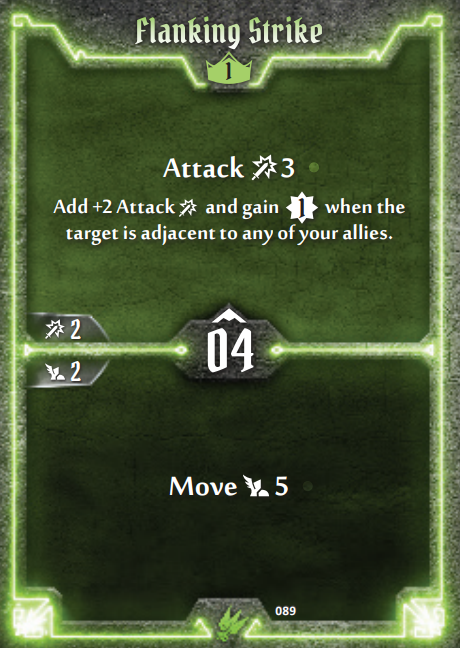 Flanking Strike
1
Attack 3
Add +2 Attack and gain 1 when the
target is adjacent to any of your allies.
2
04
2
Move 5
089